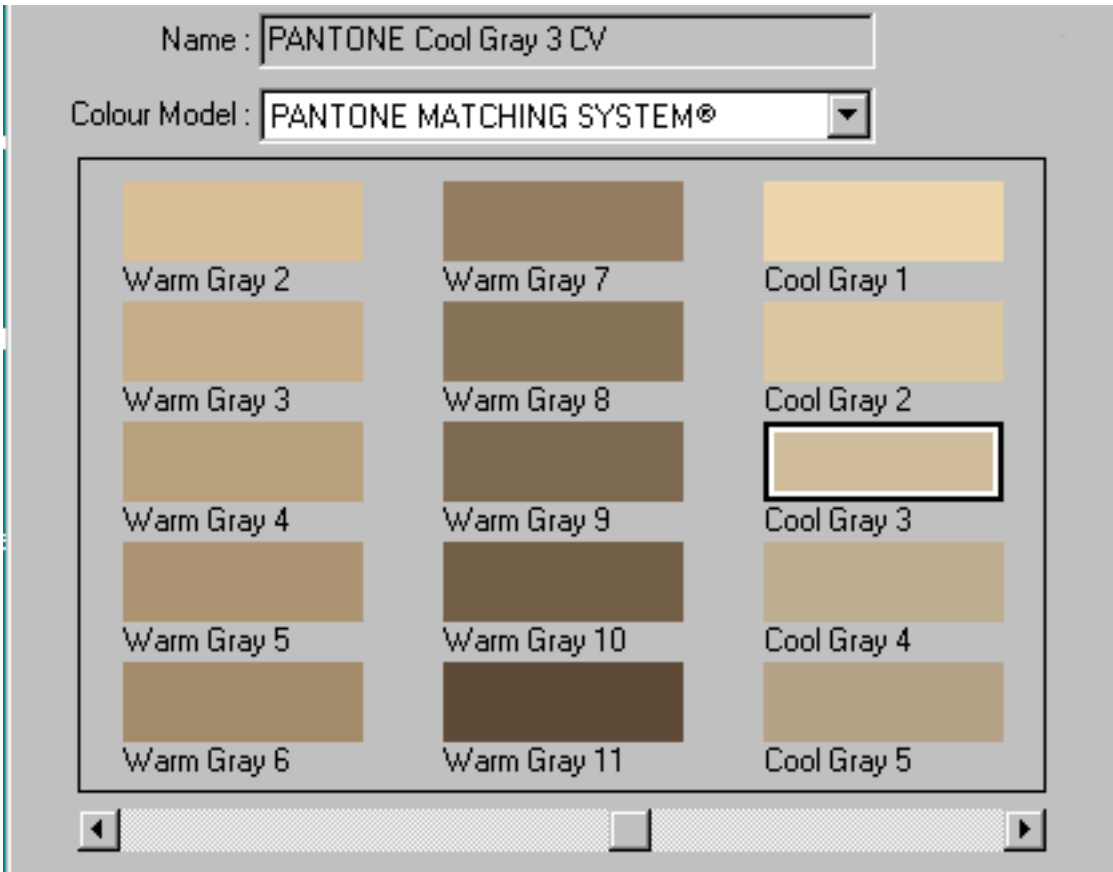 Name : PANTONE Cool Gray 3 CV
Colour Model : PANTONE MATCHING SYSTEM®
Warm Gray 2 Warm Gray 7 Cool Gray 1
Warm Gray 3 Warm Gray 8 Cool Gray 2
Warm Gray 4 Warm Gray 9 Cool Gray 3
Warm Gray 5 Warm Gray 10 Cool Gray 4
Warm Gray 6 Warm Gray 11 Cool Gray 5